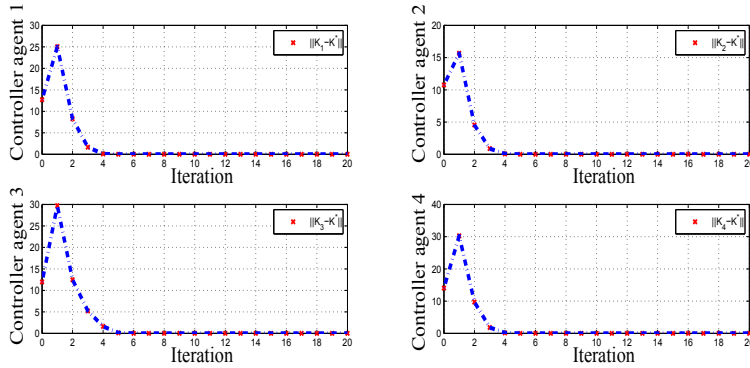 Controller agent 1
30
25
20
15
10
5
0
0 2 4 6 8 10 12 14 16 18 20
Iteration
||K₁−K*||
Controller agent 2
20
15
10
5
0
0 2 4 6 8 10 12 14 16 18 20
Iteration
||K₂−K*||
Controller agent 3
30
25
20
15
10
5
0
0 2 4 6 8 10 12 14 16 18 20
Iteration
||K₃−K*||
Controller agent 4
40
30
20
10
0
0 2 4 6 8 10 12 14 16 18 20
Iteration
||K₄−K*||